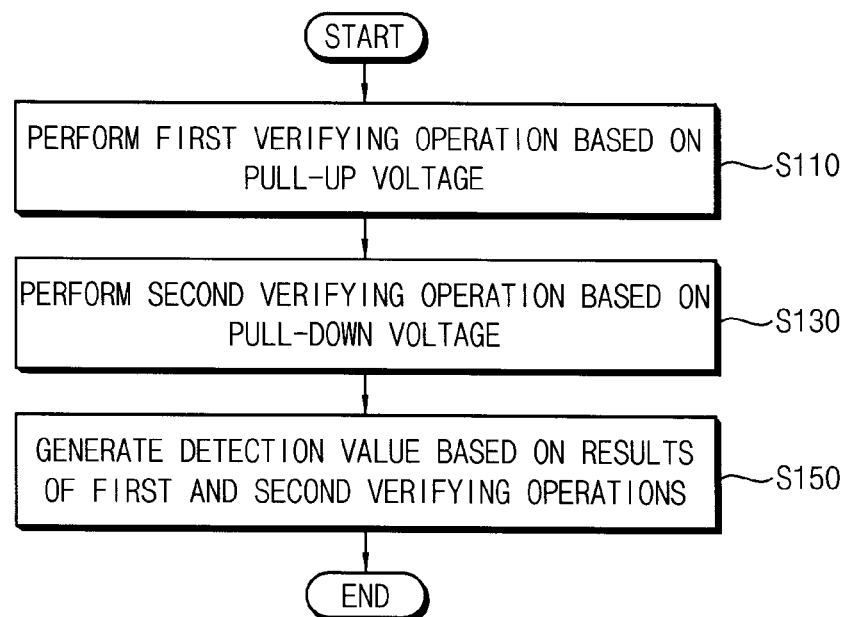 START
PERFORM FIRST VERIFYING OPERATION BASED ON
PULL-UP VOLTAGE
S110
PERFORM SECOND VERIFYING OPERATION BASED ON
PULL-DOWN VOLTAGE
S130
GENERATE DETECTION VALUE BASED ON RESULTS
OF FIRST AND SECOND VERIFYING OPERATIONS
S150
END